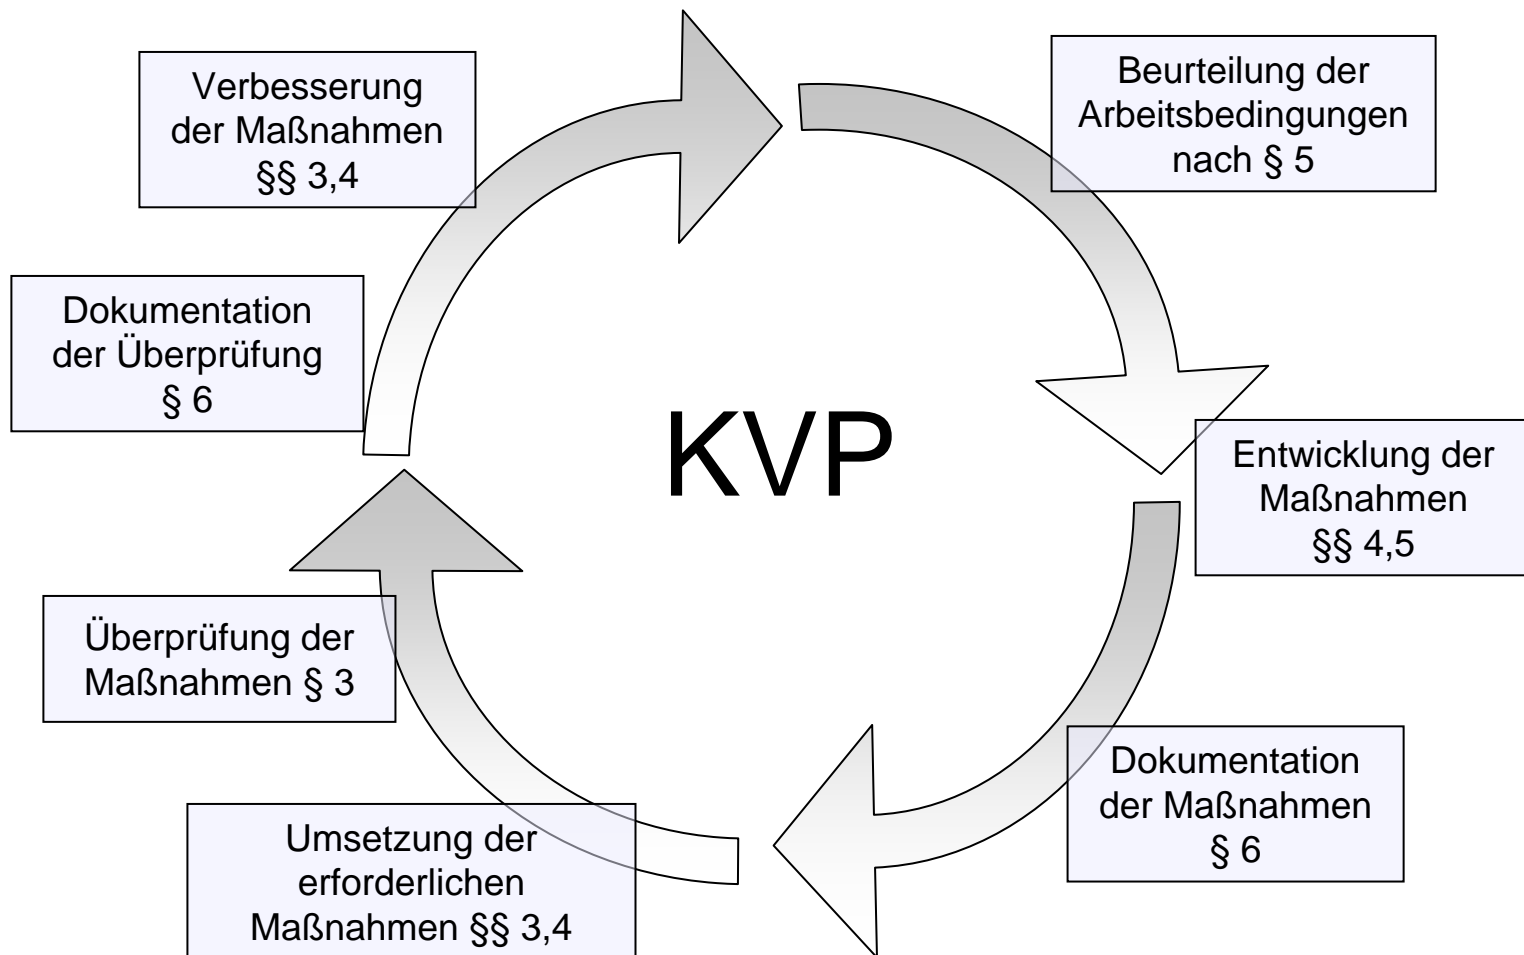 Verbesserung
der Maßnahmen
§§ 3,4
Beurteilung der
Arbeitsbedingungen
nach § 5
Dokumentation
der Überprüfung
§ 6
KVP
Entwicklung der
Maßnahmen
§§ 4,5
Überprüfung der
Maßnahmen § 3
Dokumentation
der Maßnahmen
§ 6
Umsetzung der
erforderlichen
Maßnahmen §§ 3,4